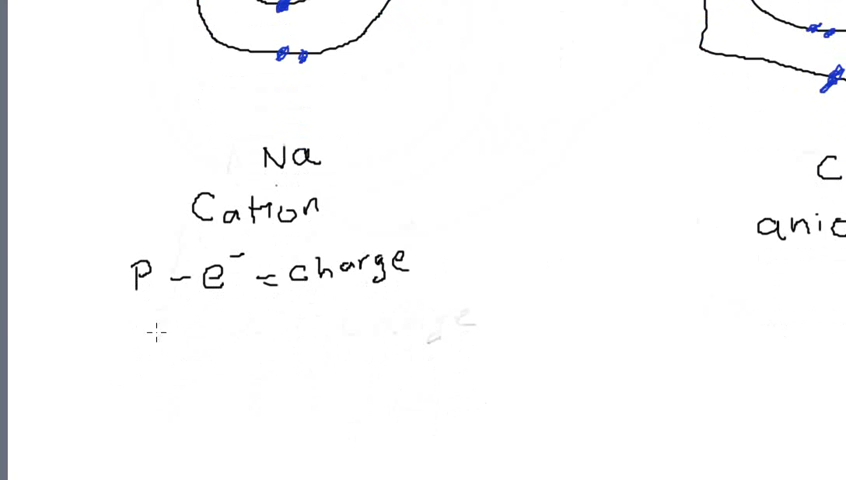 Na
Cation
P - e⁻ = charge
C
anio